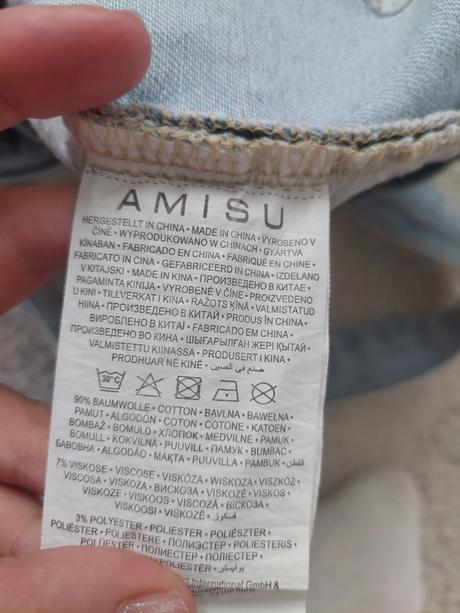 AMISU
HERGESTELLT IN CHINA • MADE IN CHINA • VYROBENO V
ČÍNĚ • WYPRODUKOWANO W CHINACH • GYÁRTVA
KÍNÁBAN • FABRICADO EN CHINA • FABRIQUÉ EN CHINE •
FABRICATO IN CINA • GEFABRICEERD IN CHINA • IZDELANO
V KITAJSKI • MADE IN KINA • ПРОИЗВЕДЕНО В КИТАЕ •
PAGAMINTA KINIJA • VYROBENÉ V ČÍNE • PROIZVEDENO
U KINI • TILLVERKAT I KINA • RAŽOTS ĶĪNĀ • VALMISTATUD
HIINA • ПРОИЗВЕДЕНО В КИТАЙ • PRODUS ÎN CHINA •
ВИРОБЛЕНО В КИТАЇ • FABRICADO EM CHINA •
ПРОИЗВЕДЕНО ВО КИНА • ШЫҒАРЫЛҒАН ЖЕРІ ҚЫТАЙ •
VALMISTETTU KIINASSA • PRODUSERT I KINA •
PRODHUAR NË KINË • صنع في الصين
30°C
90% BAUMWOLLE • COTTON • BAVLNA • BAWEŁNA •
PAMUT • ALGODÓN • COTON • COTONE • KATOEN •
BOMBAŽ • BOMULD • ХЛОПОК • MEDVILNĖ • PAMUK •
BOMULL • KOKVILNA • PUUVILL • ПАМУК • BUMBAC •
БАВОВНА • ALGODÃO • МАҚТА • PUUVILLA • PAMBUK • القطن
7% VISKOSE • VISCOSE • VISKÓZA • WISKOZA • VISZKÓZ •
VISCOSA • VISKOZA • ВИСКОЗА • VISKOZĖ • VISKOS •
VISKOZE • VISKOOS • VISCOZĂ • ВІСКОЗА •
VISKOOSI • VISKOZË • فسكوز
3% POLYESTER • POLIESTER • POLIÉSZTER •
POLIÉSTER • POLIESTERE • ПОЛИЭСТЕР • POLIESTERIS •
POLYESTER • POLIESTERS • ПОЛИЕСТЕР •
POLYESTER • بوليستر
International GmbH &